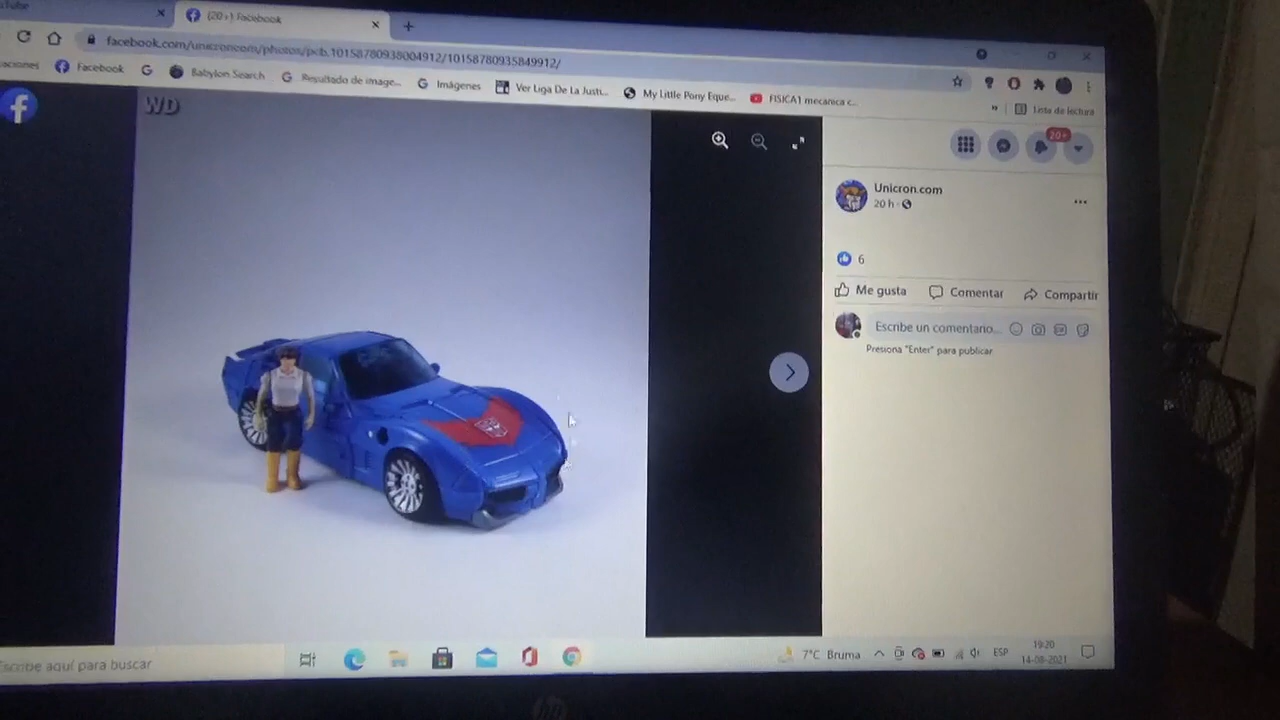 (20+) Facebook
facebook.com/unicroncom/photos/pcb.10158780938004912/10158780935849912/
Facebook
Babylon Search
Resultado de image...
Imágenes
Ver Liga De La Justi...
My Little Pony Eque...
FISICA1 mecanica c...
»
Lista de lectura
WD
20+
Unicron.com
20 h
6
Me gusta
Comentar
Compartir
Escribe un comentario...
Presiona "Enter" para publicar
Escribe aquí para buscar
7°C Bruma
ESP
19:20
14-08-2021
hp